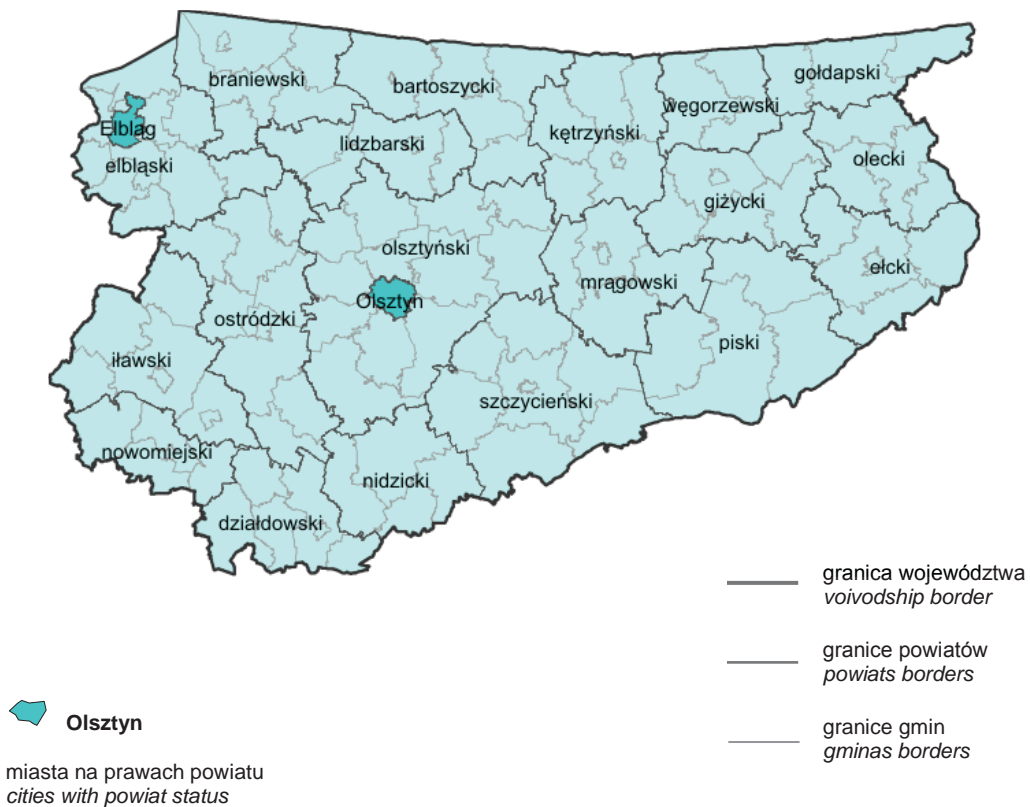 braniewski
bartoszycki
gołdapski
węgorzewski
Elbląg
kętrzyński
lidzbarski
olecki
elbląski
giżycki
olsztyński
ełcki
mrągowski
Olsztyn
ostródzki
piski
iławski
szczycieński
nowomiejski
nidzicki
działdowski
granica województwa
voivodship border
granice powiatów
powiats borders
Olsztyn
granice gmin
gminas borders
miasta na prawach powiatu
cities with powiat status